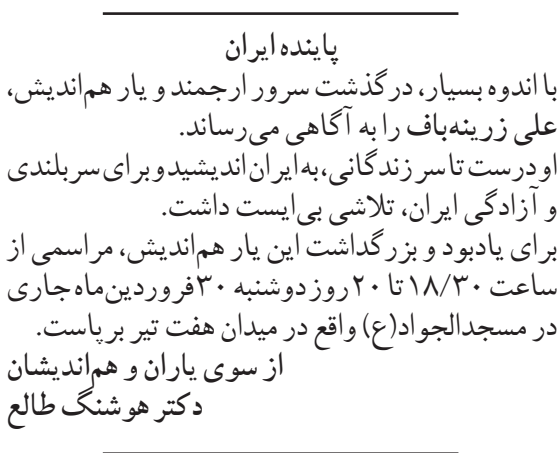 پاینده ایران
با اندوه بسیار، درگذشت سرور ارجمند و یار هم‌اندیش،
علی زرینه‌باف را به آگاهی می‌رساند.
او درست تا سر زندگانی، به ایران اندیشید و برای سربلندی
و آزادگی ایران، تلاشی بی‌ایست داشت.
برای یادبود و بزرگداشت این یار هم‌اندیش، مراسمی از
ساعت ۱۸/۳۰ تا ۲۰ روز دوشنبه ۳۰ فروردین‌ماه جاری
در مسجدالجواد(ع) واقع در میدان هفت تیر برپاست.
از سوی یاران و هم‌اندیشان
دکتر هوشنگ طالع